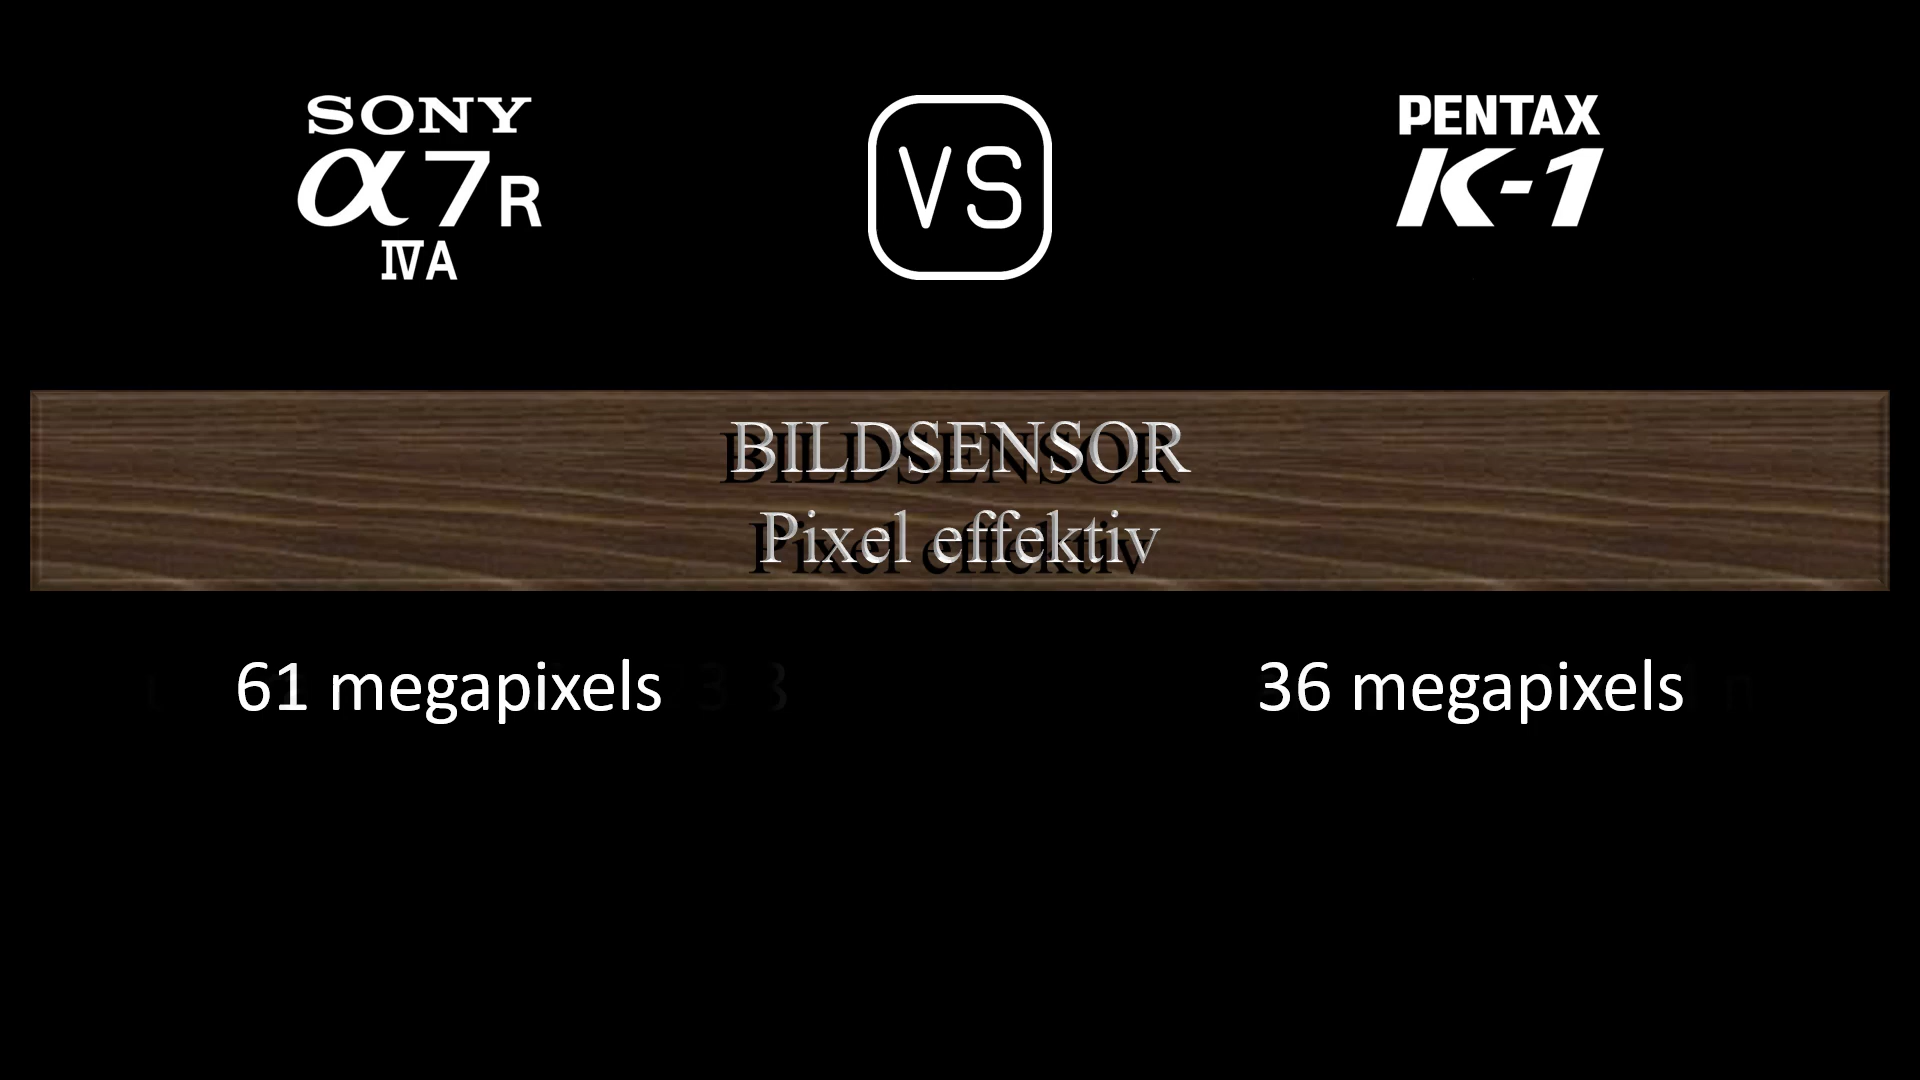 SONY
α7R
IVA
VS
PENTAX
K-1
BILDSENSOR
Pixel effektiv
61 megapixels
36 megapixels